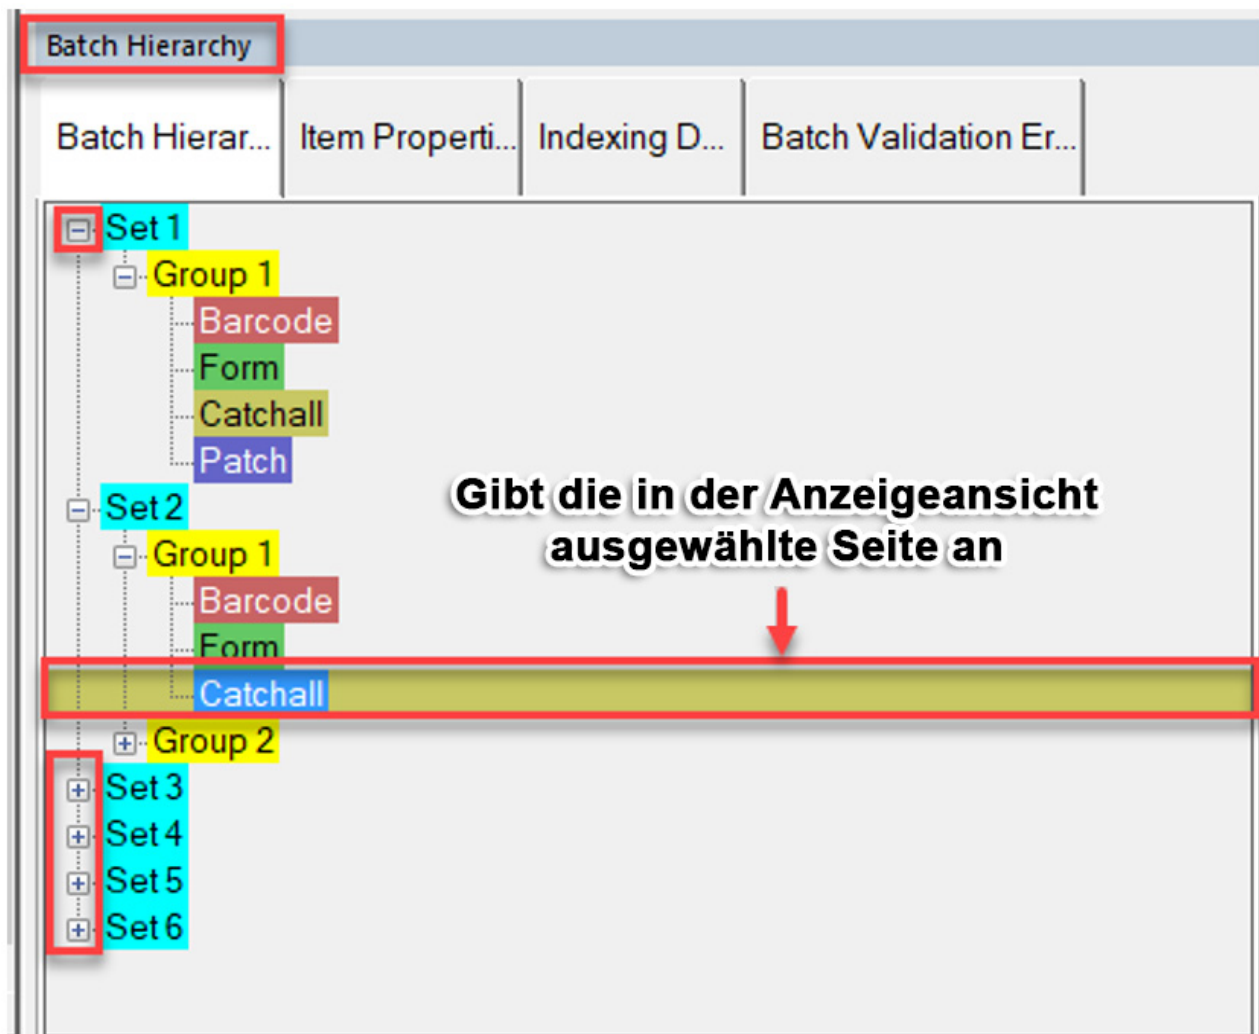 Batch Hierarchy
Batch Hierar... Item Properti... Indexing D... Batch Validation Er...
Set 1
Group 1
Barcode
Form
Catchall
Patch
Set 2
Gibt die in der Anzeigeansicht
ausgewählte Seite an
Group 1
Barcode
Form
Catchall
Group 2
Set 3
Set 4
Set 5
Set 6